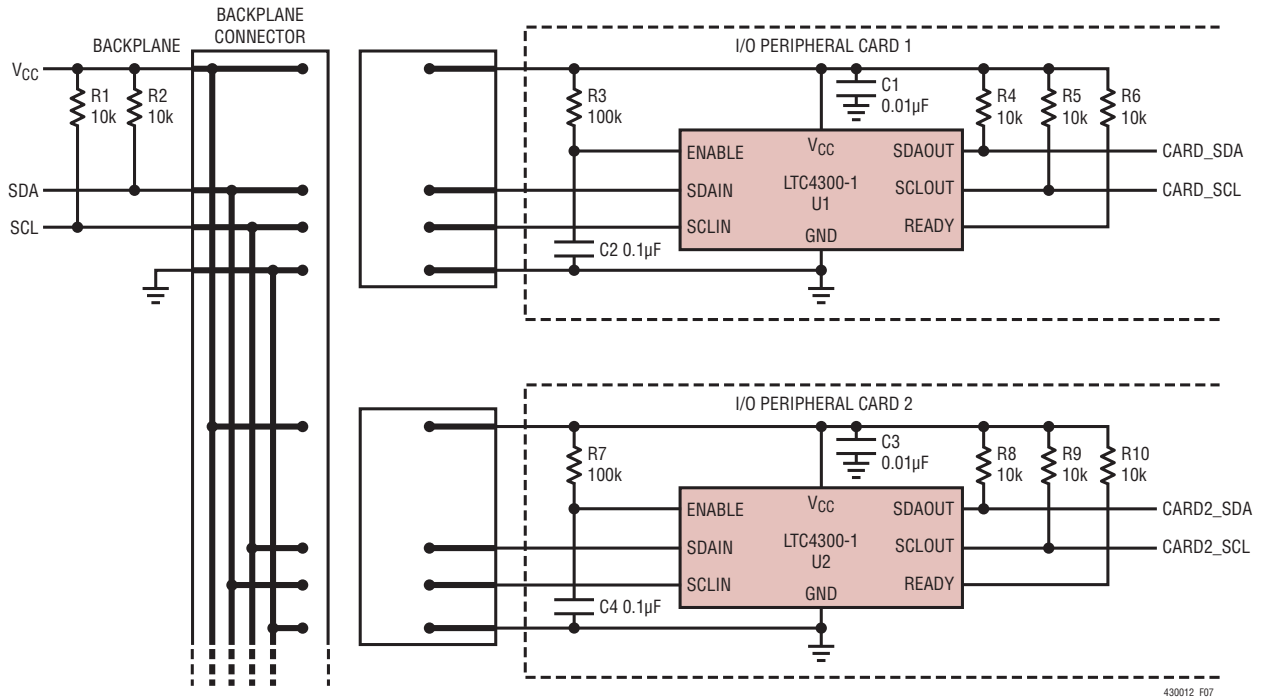 BACKPLANE
CONNECTOR
BACKPLANE
VCC
R1
10k
R2
10k
SDA
SCL
I/O PERIPHERAL CARD 1
R3
100k
C1
0.01µF
R4
10k
R5
10k
R6
10k
ENABLE
VCC
SDAOUT
CARD_SDA
SDAIN
LTC4300-1
U1
SCLOUT
CARD_SCL
SCLIN
GND
READY
C2 0.1µF
I/O PERIPHERAL CARD 2
R7
100k
C3
0.01µF
R8
10k
R9
10k
R10
10k
ENABLE
VCC
SDAOUT
CARD2_SDA
SDAIN
LTC4300-1
U2
SCLOUT
CARD2_SCL
SCLIN
GND
READY
C4 0.1µF
430012 F07